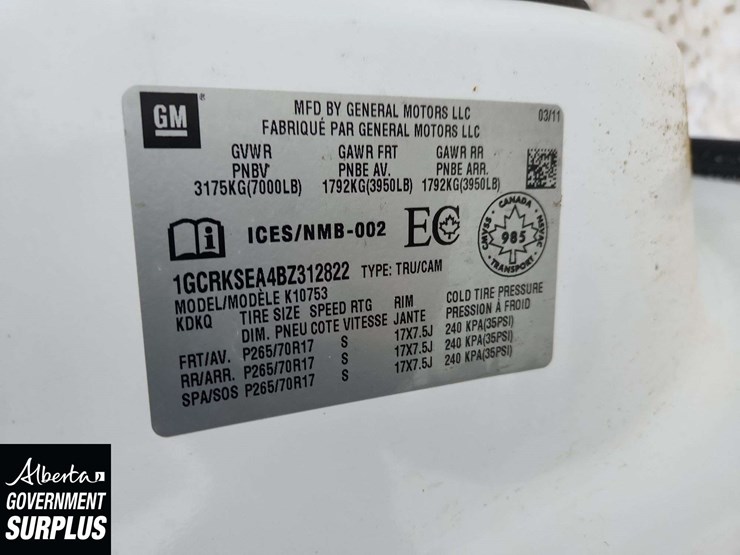 GM
MFD BY GENERAL MOTORS LLC 03/11
FABRIQUÉ PAR GENERAL MOTORS LLC
GVWR GAWR FRT GAWR RR
PNBV PNBE AV. PNBE ARR.
3175KG(7000LB) 1792KG(3950LB) 1792KG(3950LB)
ICES/NMB-002 EC
CANADA
CMVSS 985 NSVAC
TRANSPORT
1GCRKSEA4BZ312822 TYPE: TRU/CAM
MODEL/MODÈLE K10753
KDKQ TIRE SIZE SPEED RTG RIM COLD TIRE PRESSURE
DIM. PNEU COTE VITESSE JANTE PRESSION À FROID
FRT/AV. P265/70R17 S 17X7.5J 240 KPA(35PSI)
RR/ARR. P265/70R17 S 17X7.5J 240 KPA(35PSI)
SPA/SOS P265/70R17 S 17X7.5J 240 KPA(35PSI)
Alberta
GOVERNMENT
SURPLUS